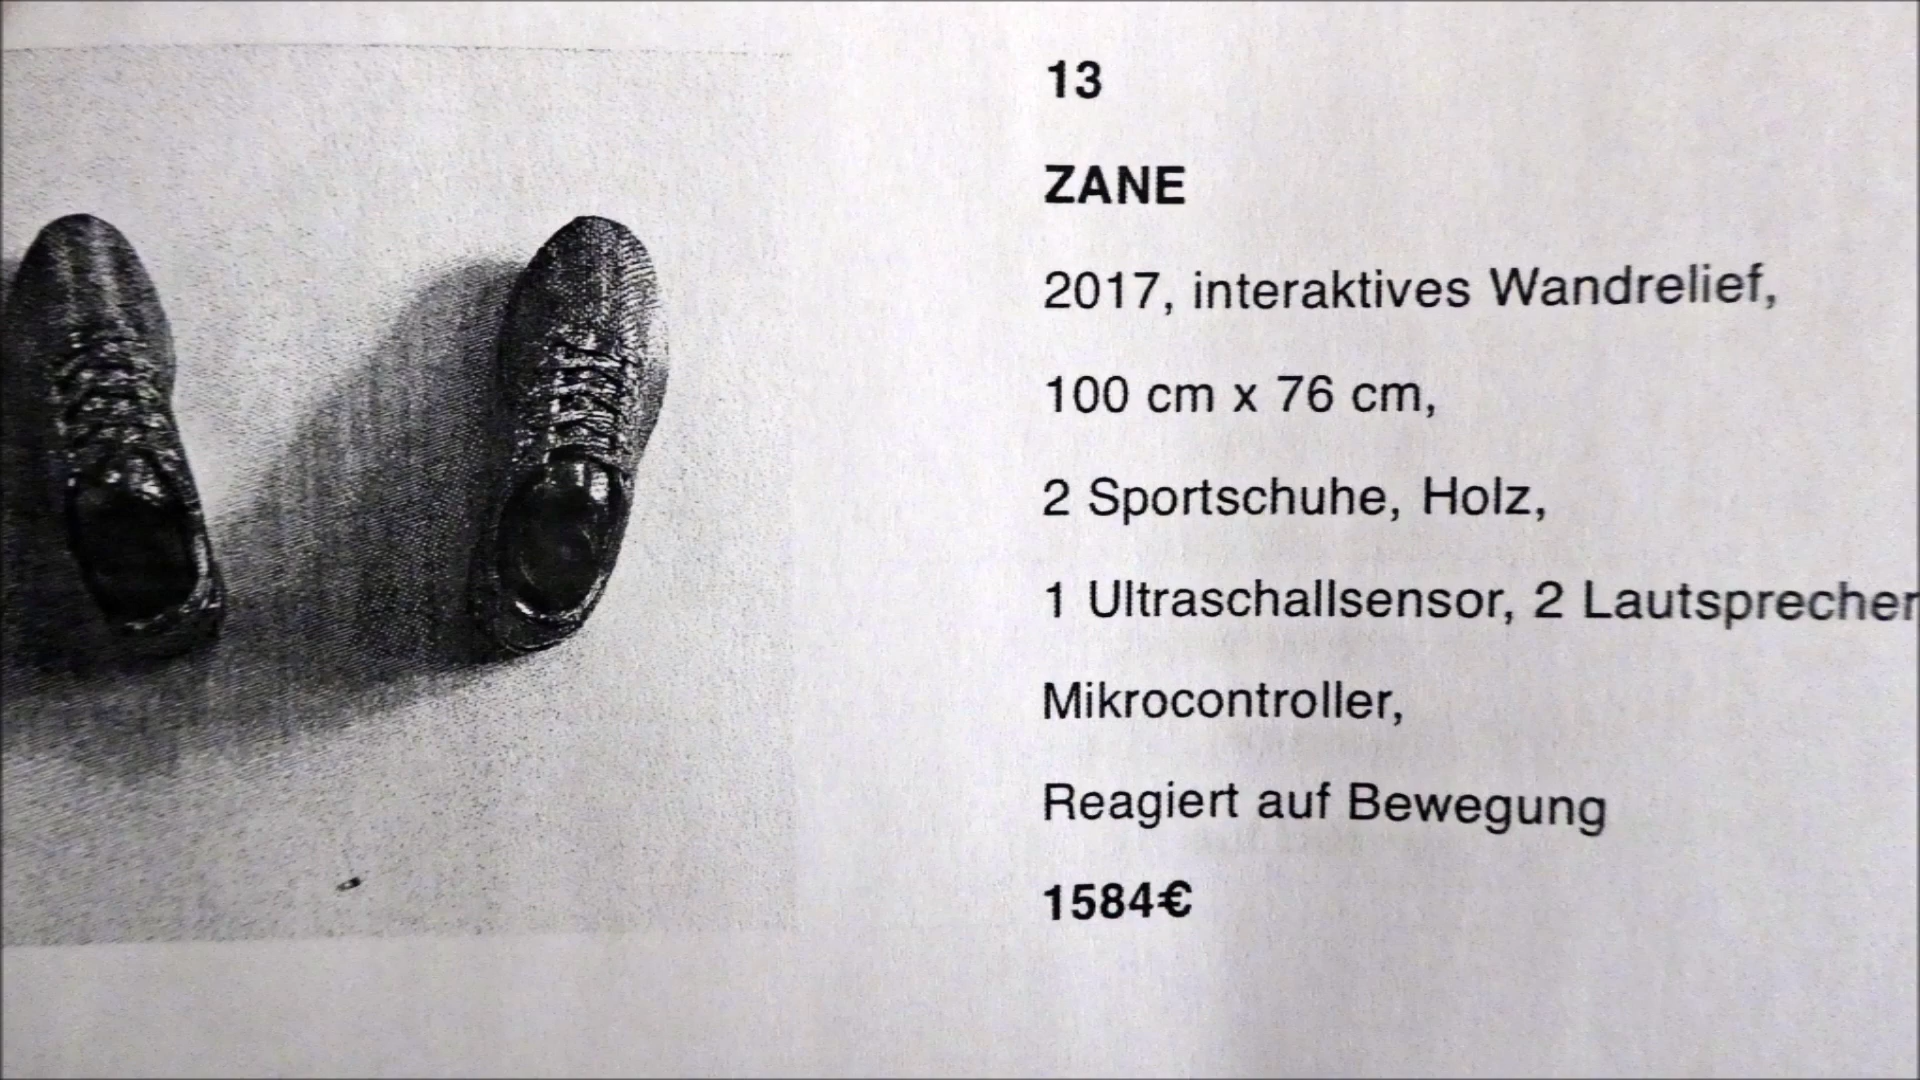 13
ZANE
2017, interaktives Wandrelief,
100 cm x 76 cm,
2 Sportschuhe, Holz,
1 Ultraschallsensor, 2 Lautsprecher
Mikrocontroller,
Reagiert auf Bewegung
1584€